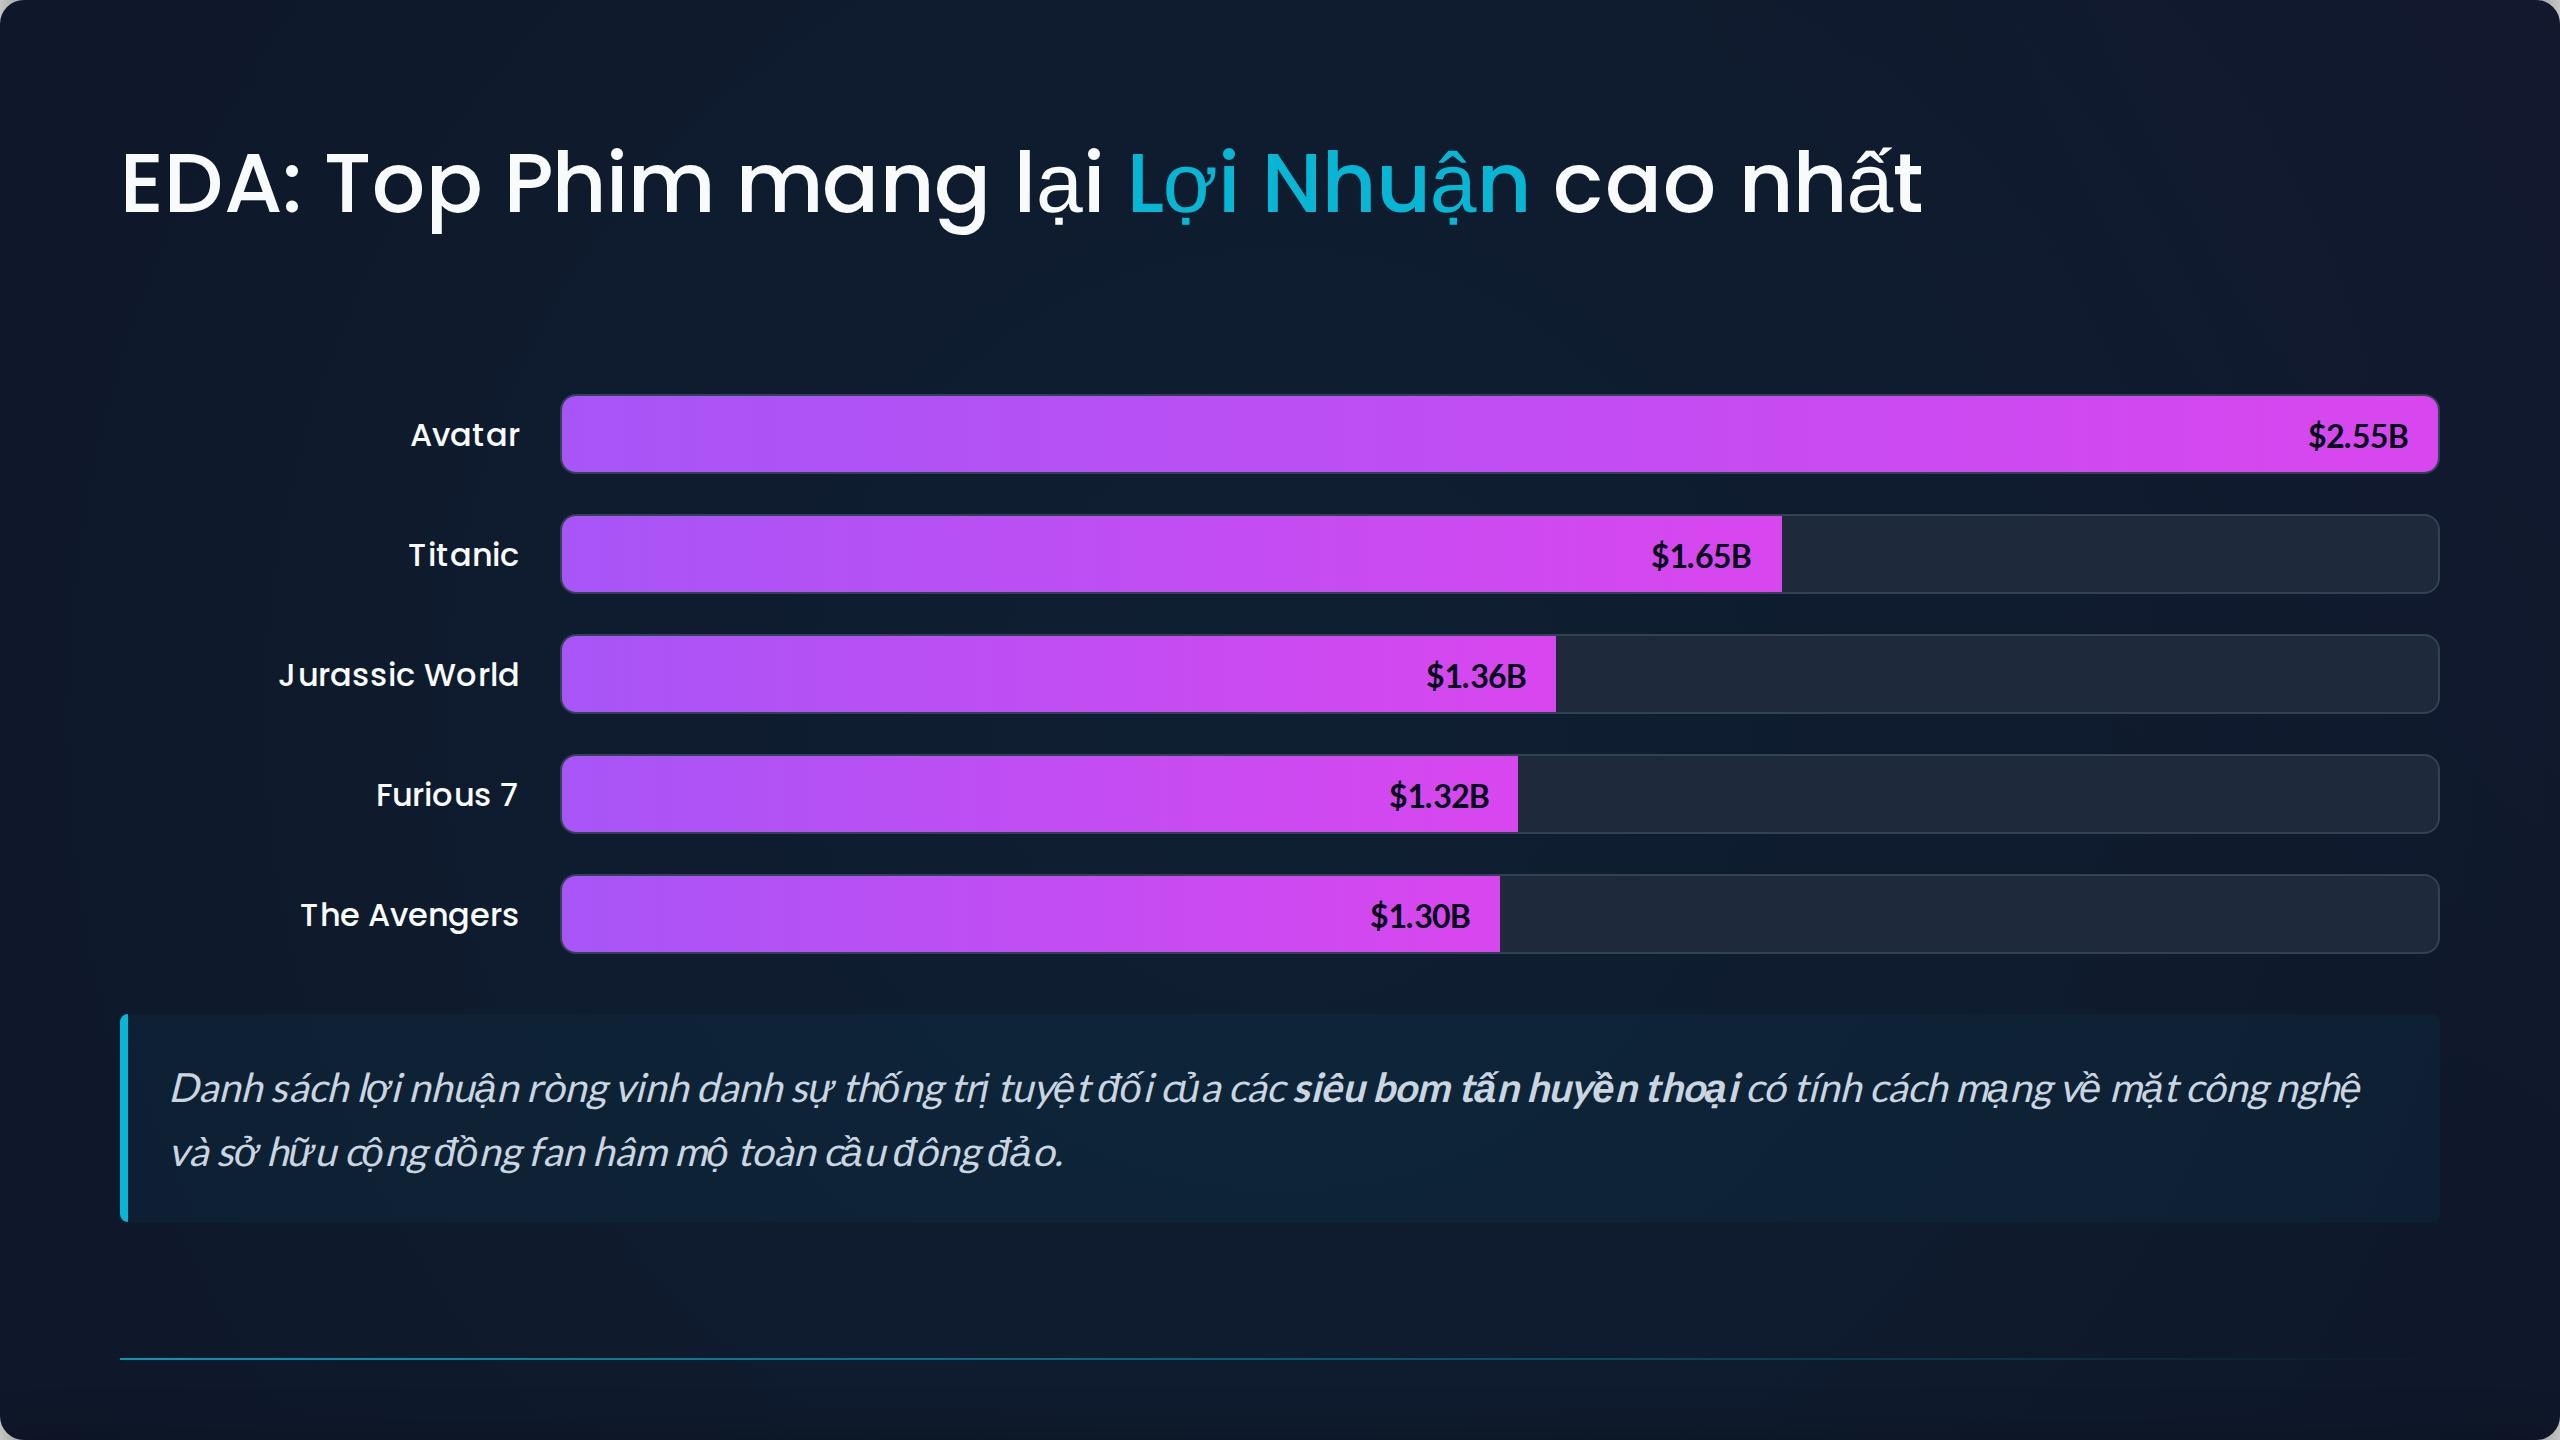 EDA: Top Phim mang lại Lợi Nhuận cao nhất
Avatar
$2.55B
Titanic
$1.65B
Jurassic World
$1.36B
Furious 7
$1.32B
The Avengers
$1.30B
Danh sách lợi nhuận ròng vinh danh sự thống trị tuyệt đối của các siêu bom tấn huyền thoại có tính cách mạng về mặt công nghệ
và sở hữu cộng đồng fan hâm mộ toàn cầu đông đảo.